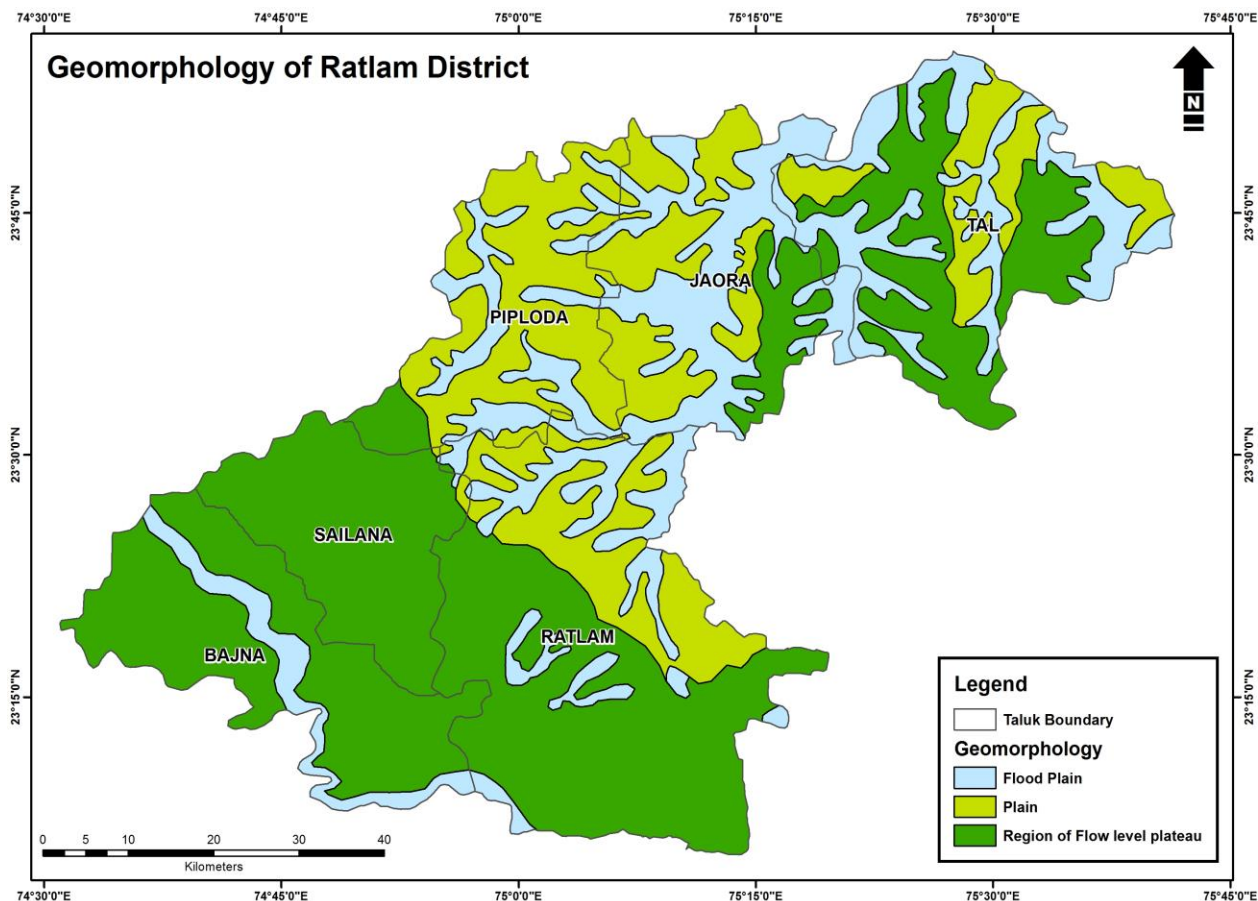 74°30'0"E 74°45'0"E 75°0'0"E 75°15'0"E 75°30'0"E 75°45'0"E
Geomorphology of Ratlam District
N
23°45'0"N 23°45'0"N
TAL
JAORA
PIPLODA
23°30'0"N 23°30'0"N
SAILANA
RATLAM
BAJNA
23°15'0"N 23°15'0"N
Legend
Taluk Boundary
Geomorphology
Flood Plain
Plain
Region of Flow level plateau
0 5 10 20 30 40
Kilometers
74°30'0"E 74°45'0"E 75°0'0"E 75°15'0"E 75°30'0"E 75°45'0"E